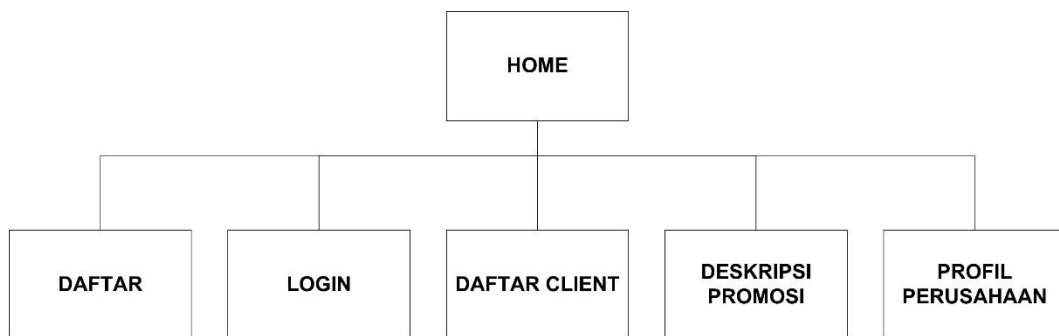 HOME
DAFTAR
LOGIN
DAFTAR CLIENT
DESKRIPSI
PROMOSI
PROFIL
PERUSAHAAN